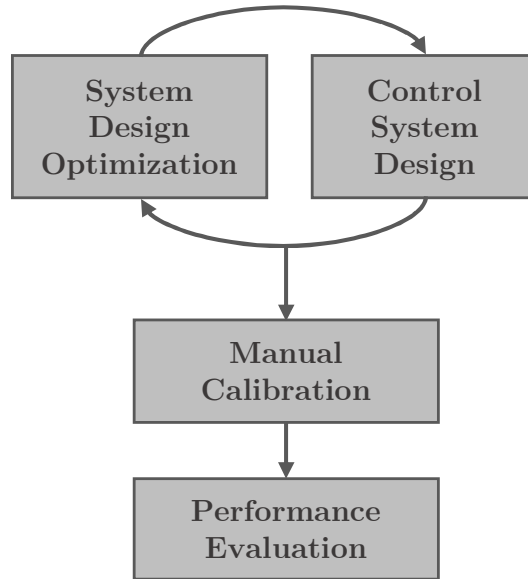 System
Design
Optimization
Control
System
Design
Manual
Calibration
Performance
Evaluation